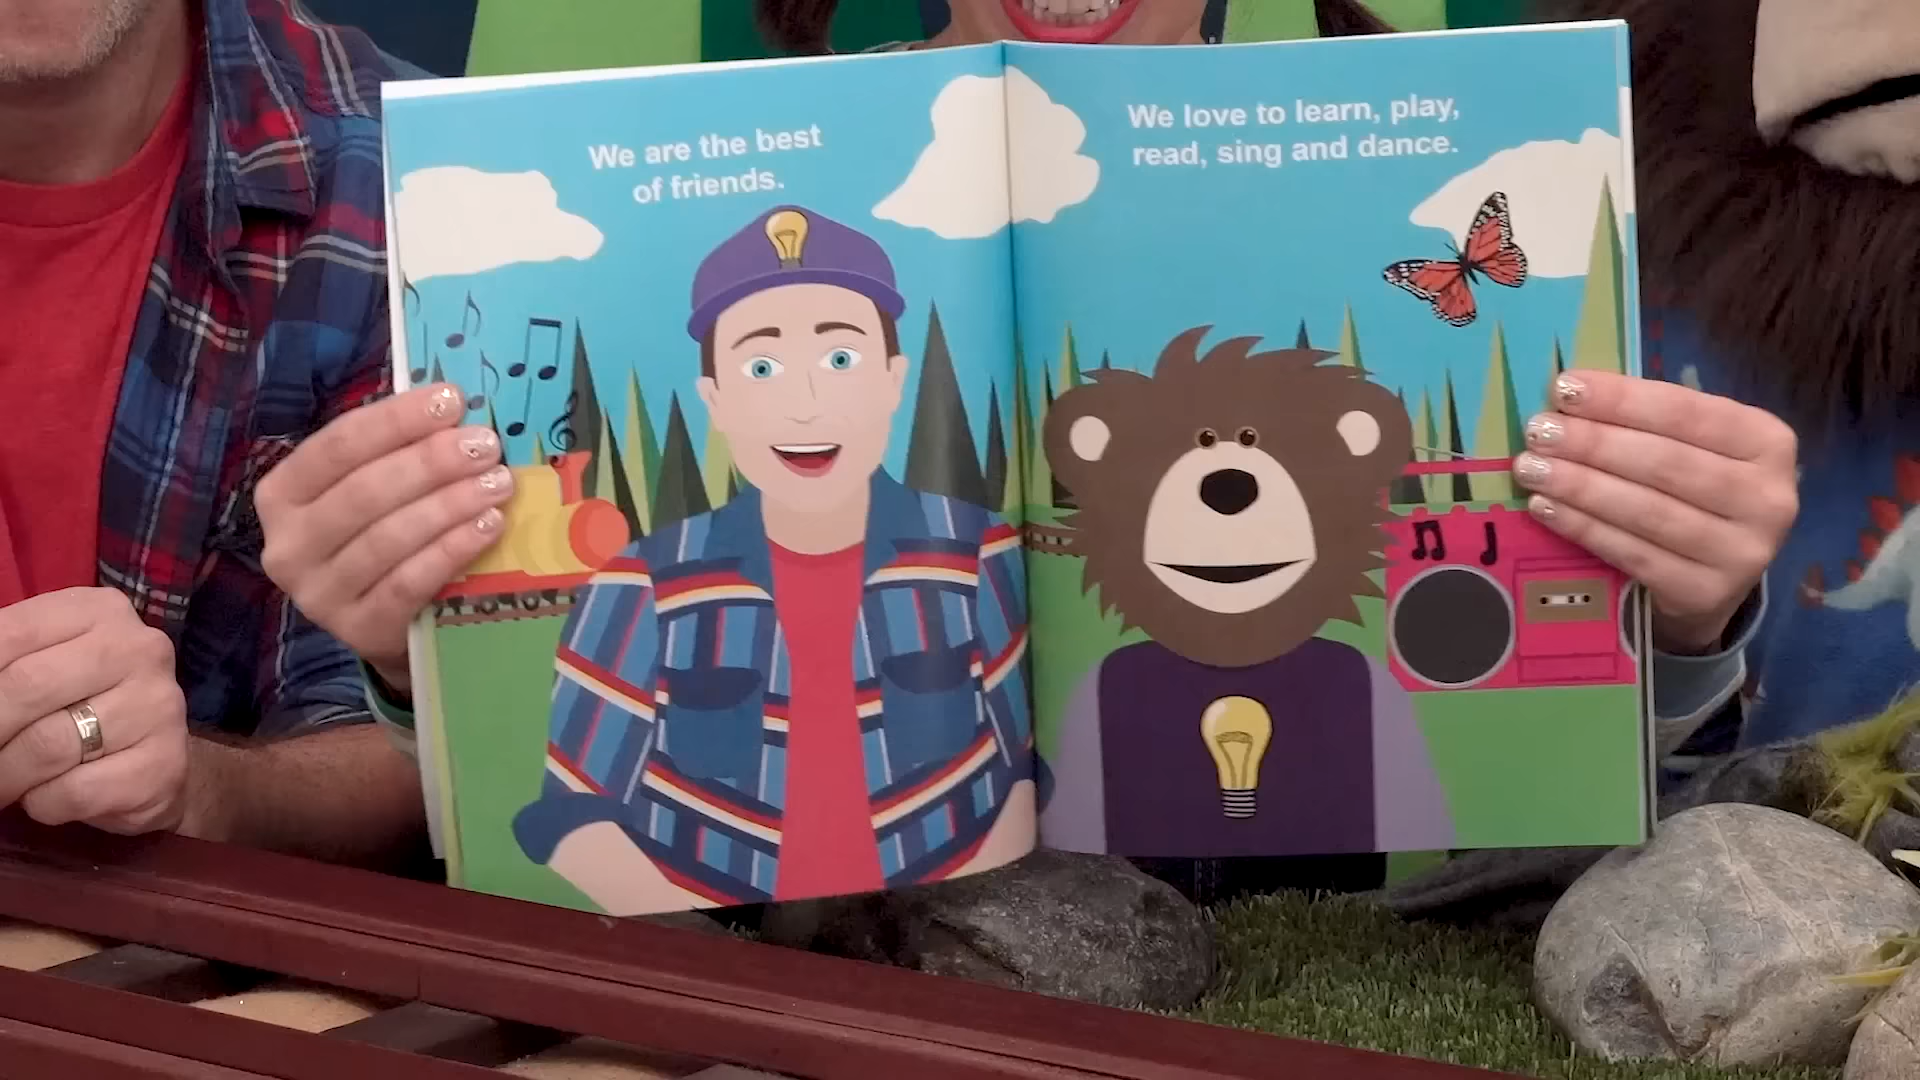 We are the best
of friends.
We love to learn, play,
read, sing and dance.